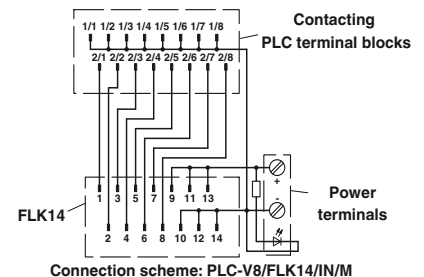 Contacting
PLC terminal blocks
1/1 1/2 1/3 1/4 1/5 1/6 1/7 1/8
2/1 2/2 2/3 2/4 2/5 2/6 2/7 2/8
FLK14
1 3 5 7 9 11 13
2 4 6 8 10 12 14
+
-
Power
terminals
Connection scheme: PLC-V8/FLK14/IN/M